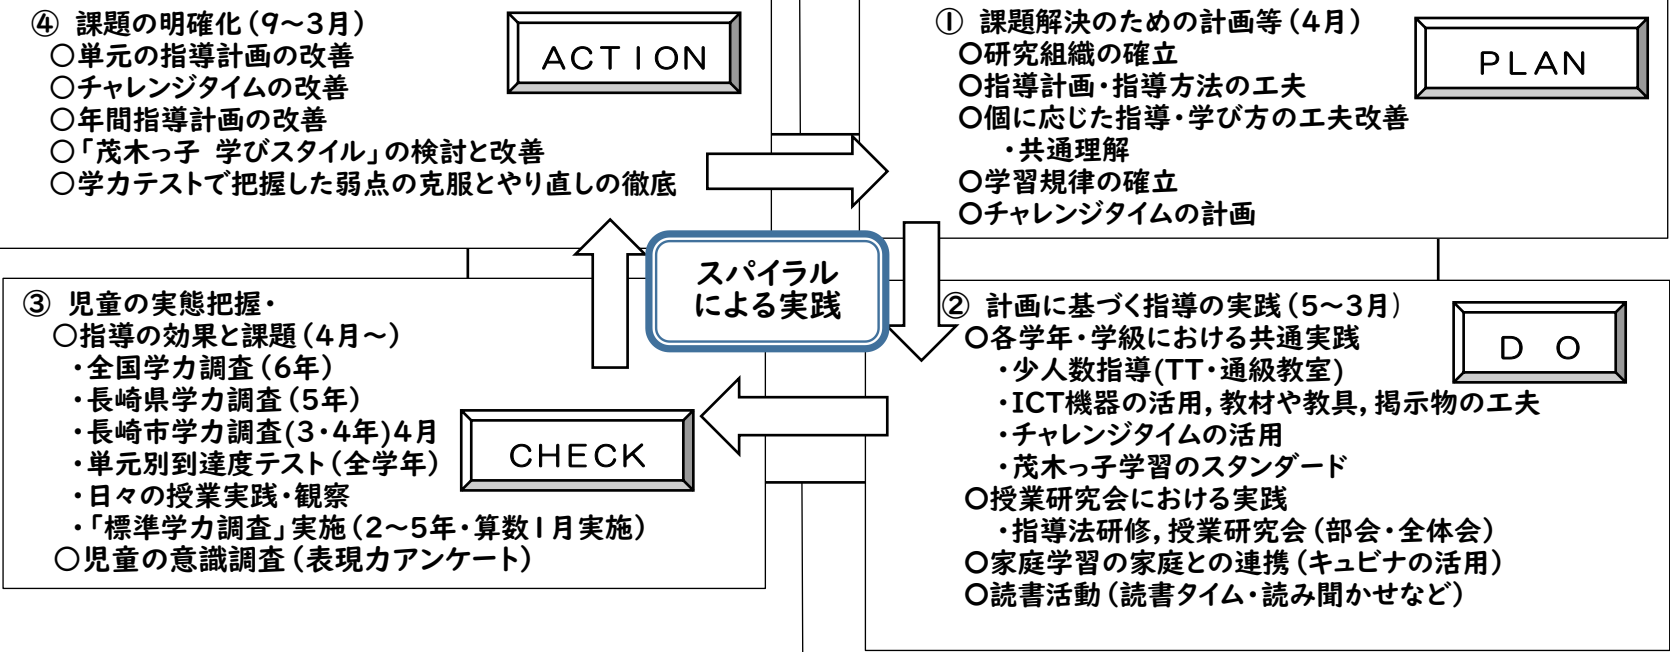 ④ 課題の明確化(9~3月)
ACTION
○単元の指導計画の改善
○チャレンジタイムの改善
○年間指導計画の改善
○「茂木っ子 学びスタイル」の検討と改善
○学力テストで把握した弱点の克服とやり直しの徹底
① 課題解決のための計画等(4月)
PLAN
○研究組織の確立
○指導計画・指導方法の工夫
○個に応じた指導・学び方の工夫改善
・共通理解
○学習規律の確立
○チャレンジタイムの計画
スパイラル
による実践
③ 児童の実態把握・
○指導の効果と課題(4月~)
・全国学力調査(6年)
・長崎県学力調査(5年)
・長崎市学力調査(3・4年)4月
・単元別到達度テスト(全学年)
・日々の授業実践・観察
・「標準学力調査」実施(2~5年・算数1月実施)
○児童の意識調査(表現力アンケート)
CHECK
② 計画に基づく指導の実践(5~3月)
DO
○各学年・学級における共通実践
・少人数指導(TT・通級教室)
・ICT機器の活用,教材や教具,掲示物の工夫
・チャレンジタイムの活用
・茂木っ子学習のスタンダード
○授業研究会における実践
・指導法研修,授業研究会(部会・全体会)
○家庭学習の家庭との連携(キュビナの活用)
○読書活動(読書タイム・読み聞かせなど)